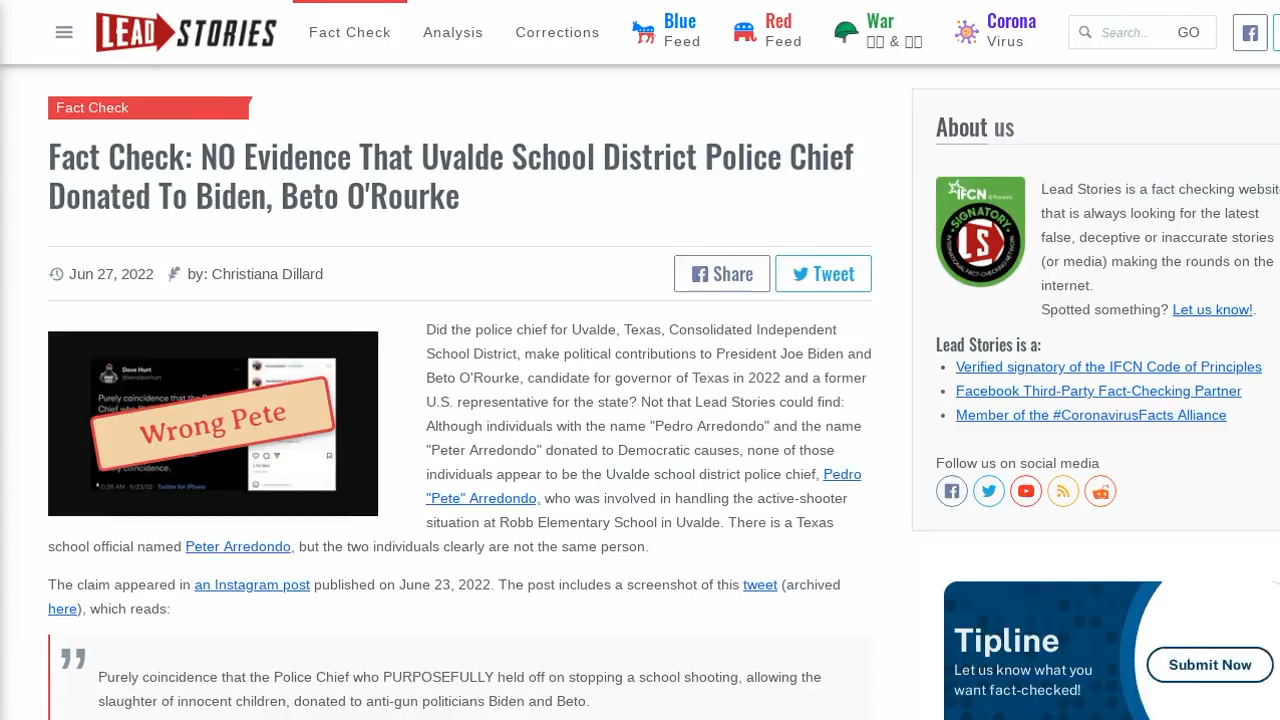 LEAD STORIES
Fact Check
Analysis
Corrections
Blue
Feed
Red
Feed
War
&
Corona
Virus
Search...
GO
Fact Check
Fact Check: NO Evidence That Uvalde School District Police Chief
Donated To Biden, Beto O'Rourke
Jun 27, 2022
by: Christiana Dillard
Share
Tweet
Dave Hurt
Wrong Pete
Did the police chief for Uvalde, Texas, Consolidated Independent
School District, make political contributions to President Joe Biden and
Beto O'Rourke, candidate for governor of Texas in 2022 and a former
U.S. representative for the state? Not that Lead Stories could find:
Although individuals with the name "Pedro Arredondo" and the name
"Peter Arredondo" donated to Democratic causes, none of those
individuals appear to be the Uvalde school district police chief, Pedro
"Pete" Arredondo, who was involved in handling the active-shooter
situation at Robb Elementary School in Uvalde. There is a Texas
school official named Peter Arredondo, but the two individuals clearly are not the same person.
The claim appeared in an Instagram post published on June 23, 2022. The post includes a screenshot of this tweet (archived
here), which reads:
Purely coincidence that the Police Chief who PURPOSEFULLY held off on stopping a school shooting, allowing the
slaughter of innocent children, donated to anti-gun politicians Biden and Beto.
About us
IFCN
SIGNATORY
LS
Lead Stories is a fact checking website
that is always looking for the latest
false, deceptive or inaccurate stories
(or media) making the rounds on the
internet.
Spotted something? Let us know!.
Lead Stories is a:
• Verified signatory of the IFCN Code of Principles
• Facebook Third-Party Fact-Checking Partner
• Member of the #CoronavirusFacts Alliance
Follow us on social media
Tipline
Let us know what you
want fact-checked!
Submit Now